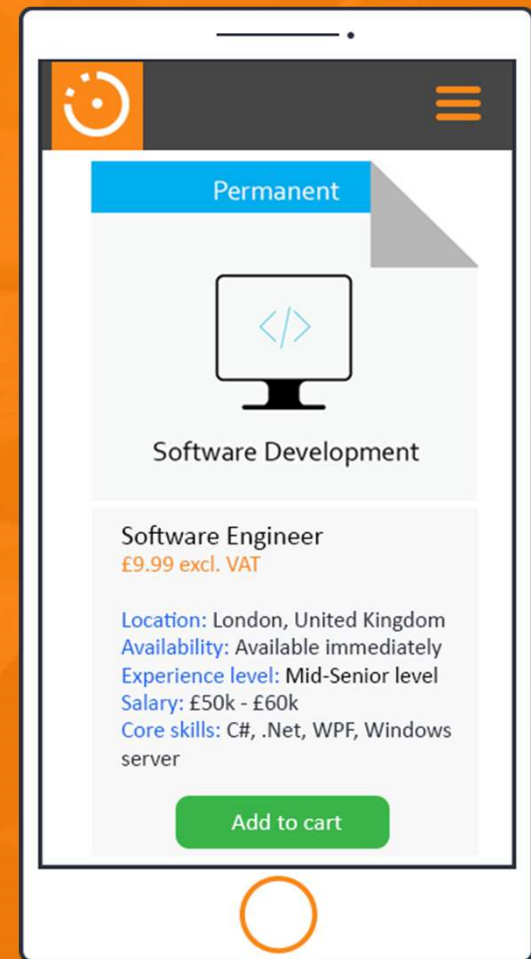 Permanent
</>
Software Development
Software Engineer
£9.99 excl. VAT
Location: London, United Kingdom
Availability: Available immediately
Experience level: Mid-Senior level
Salary: £50k - £60k
Core skills: C#, .Net, WPF, Windows
server
Add to cart